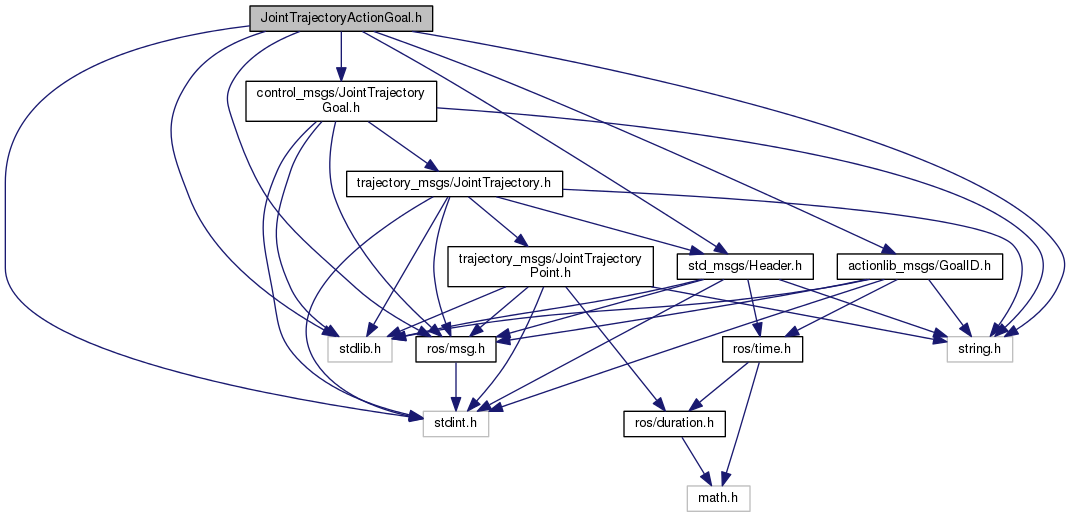 JointTrajectoryActionGoal.h
control_msgs/JointTrajectory
Goal.h
trajectory_msgs/JointTrajectory.h
trajectory_msgs/JointTrajectory
Point.h
std_msgs/Header.h
actionlib_msgs/GoalID.h
stdlib.h
ros/msg.h
ros/time.h
string.h
stdint.h
ros/duration.h
math.h